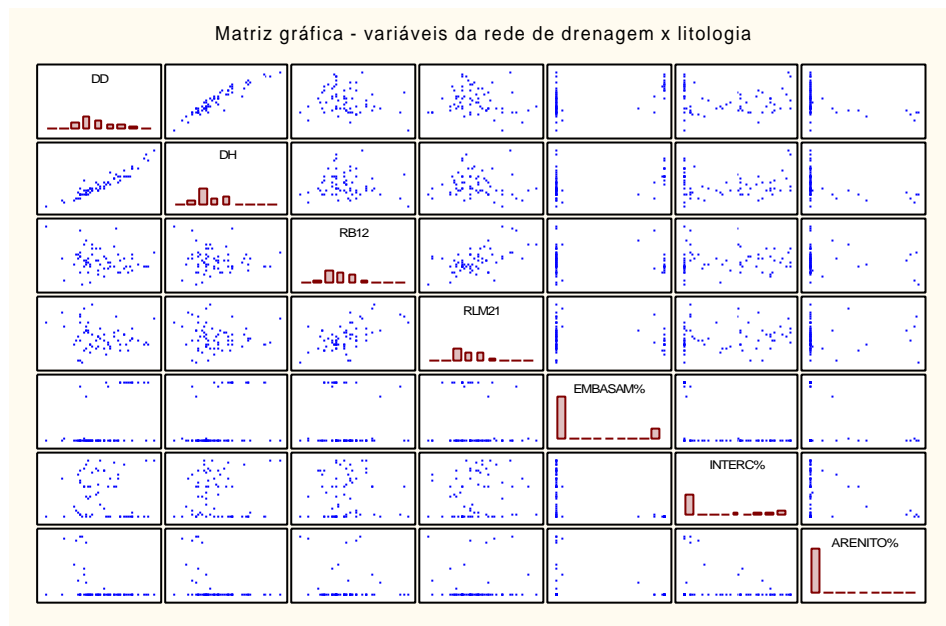 Matriz gráfica - variáveis da rede de drenagem x litologia
DD
DH
RB12
RLM21
EMBASAM%
INTERC%
ARENITO%